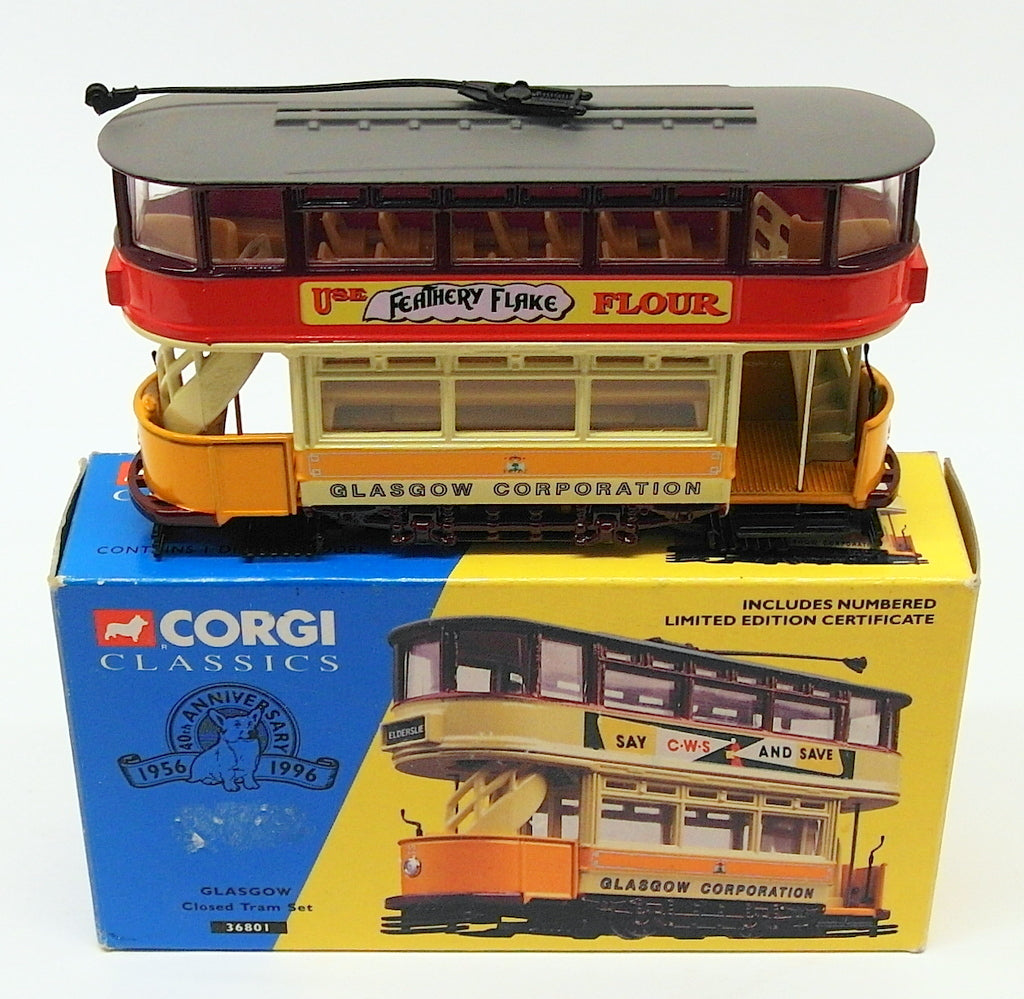 USE FEATHERY FLAKE FLOUR
GLASGOW CORPORATION
CORGI
CLASSICS
40th ANNIVERSARY
1956 1996
GLASGOW
Closed Tram Set
36801
INCLUDES NUMBERED
LIMITED EDITION CERTIFICATE
ELDERSLIE
SAY C·W·S AND SAVE
GLASGOW CORPORATION